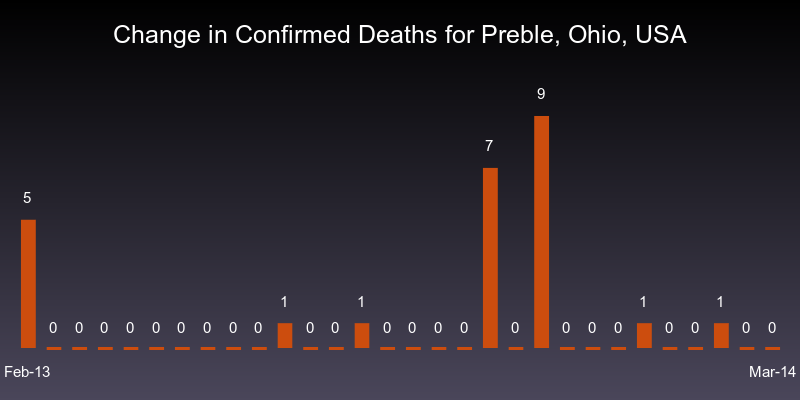 Change in Confirmed Deaths for Preble, Ohio, USA
9
7
5
1 1 1 1
0 0 0 0 0 0 0 0 0 0 0 0 0 0 0 0 0 0 0 0 0 0 0
Feb-13 Mar-14